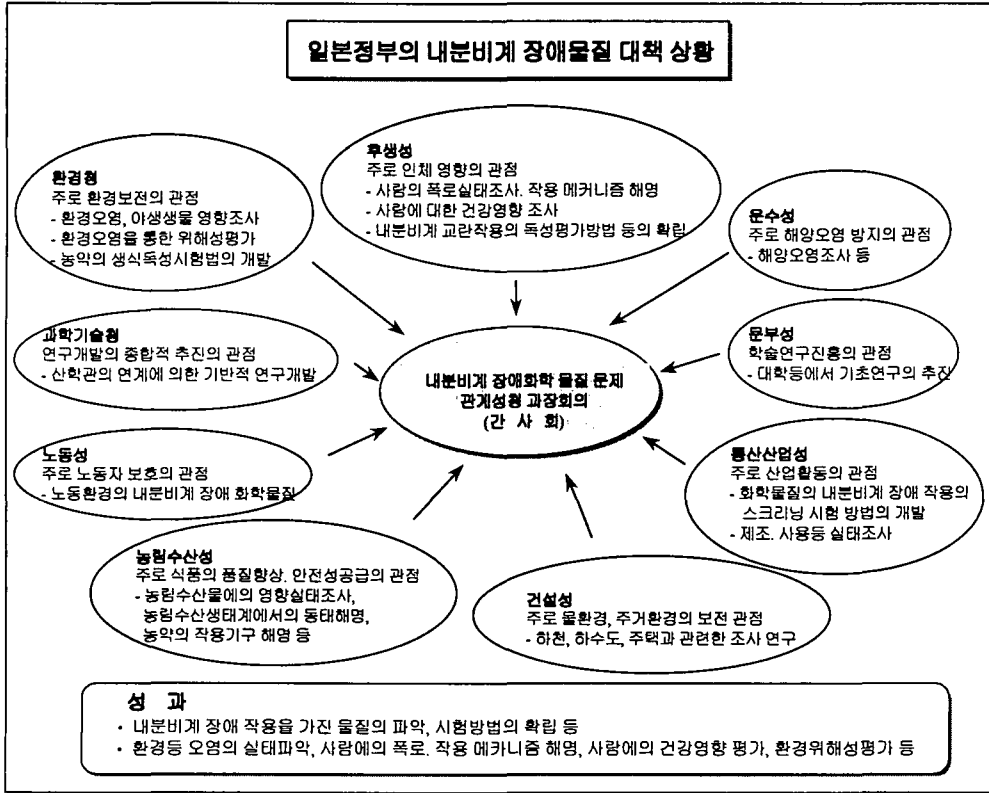 일본정부의 내분비계 장애물질 대책 상황
후생성
주로 인체 영향의 관점
- 사람의 폭로실태조사. 작용 메커니즘 해명
- 사람에 대한 건강영향 조사
- 내분비계 교란작용의 독성평가방법 등의 확립
환경청
주로 환경보전의 관점
- 환경오염, 야생생물 영향조사
- 환경오염을 통한 위해성평가
- 농약의 생식독성시험법의 개발
문수성
주로 해양오염 방지의 관점
- 해양오염조사 등
과학기술청
연구개발의 종합적 추진의 관점
- 산학관의 연계에 의한 기반적 연구개발
문부성
학술연구진흥의 관점
- 대학등에서 기초연구의 추진
내분비계 장애화학 물질 문제
관계성청 과장회의
(간 사 회)
노동성
주로 노동자 보호의 관점
- 노동환경의 내분비계 장애 화학물질
통산산업성
주로 산업활동의 관점
- 화학물질의 내분비계 장애 작용의
스크리닝 시험 방법의 개발
- 제조. 사용등 실태조사
농림수산성
주로 식품의 품질향상. 안전성공급의 관점
- 농림수산물에의 영향실태조사,
농림수산생태계에서의 동태해명,
농약의 작용기구 해명 등
건설성
주로 물환경, 주거환경의 보전 관점
- 하천, 하수도, 주택과 관련한 조사 연구
성 과
· 내분비계 장애 작용을 가진 물질의 파악, 시험방법의 확립 등
· 환경등 오염의 실태파악, 사람에의 폭로. 작용 메카니즘 해명, 사람에의 건강영향 평가, 환경위해성평가 등